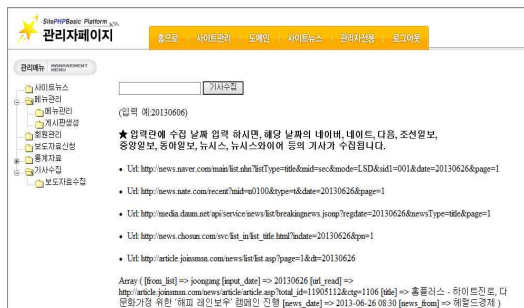 SitePHPBasic Platform
관리자페이지
홈으로 사이트관리 도메인 사이트뉴스 관리자전용 로그아웃
관리메뉴 MANAGEMENT MENU
사이트뉴스
메뉴관리
메뉴관리
게시판생성
회원관리
보도자료신청
통계자료
기사수집
보도자료수집
기사수집
(입력 예:20130606)
★ 입력란에 수집 날짜 입력 하시면, 해당 날짜의 네이버, 네이트, 다음, 조선일보,
중앙일보, 동아일보, 뉴시스, 뉴시스와이어 등의 기사가 수집됩니다.
• Url: http://news.naver.com/main/list.nhn?listType=title&mid=sec&mode=LSD&sid1=001&date=20130626&page=1
• Url: http://news.nate.com/recent?mid=n0100&type=t&date=20130626&page=1
• Url: http://media.daum.net/api/service/news/list/breakingnews.jsonp?regdate=20130626&newsType=title&page=1
• Url: http://news.chosun.com/svc/list_in/list_title.html?indate=20130626&pn=1
• Url: http://article.joinsmsn.com/news/list/list.asp?page=1&dt=20130626
Array ( [from_list] => joongang [input_date] => 20130626 [url_read] =>
http://article.joinsmsn.com/news/article/article.asp?total_id=11905112&ctg=1106 [title] => 홈플러스 - 하이트진로, 다
문화가정 위한 '해피 레인보우' 캠페인 진행 [news_date] => 2013-06-26 08:30 [news_from] => 헤럴드경제 )